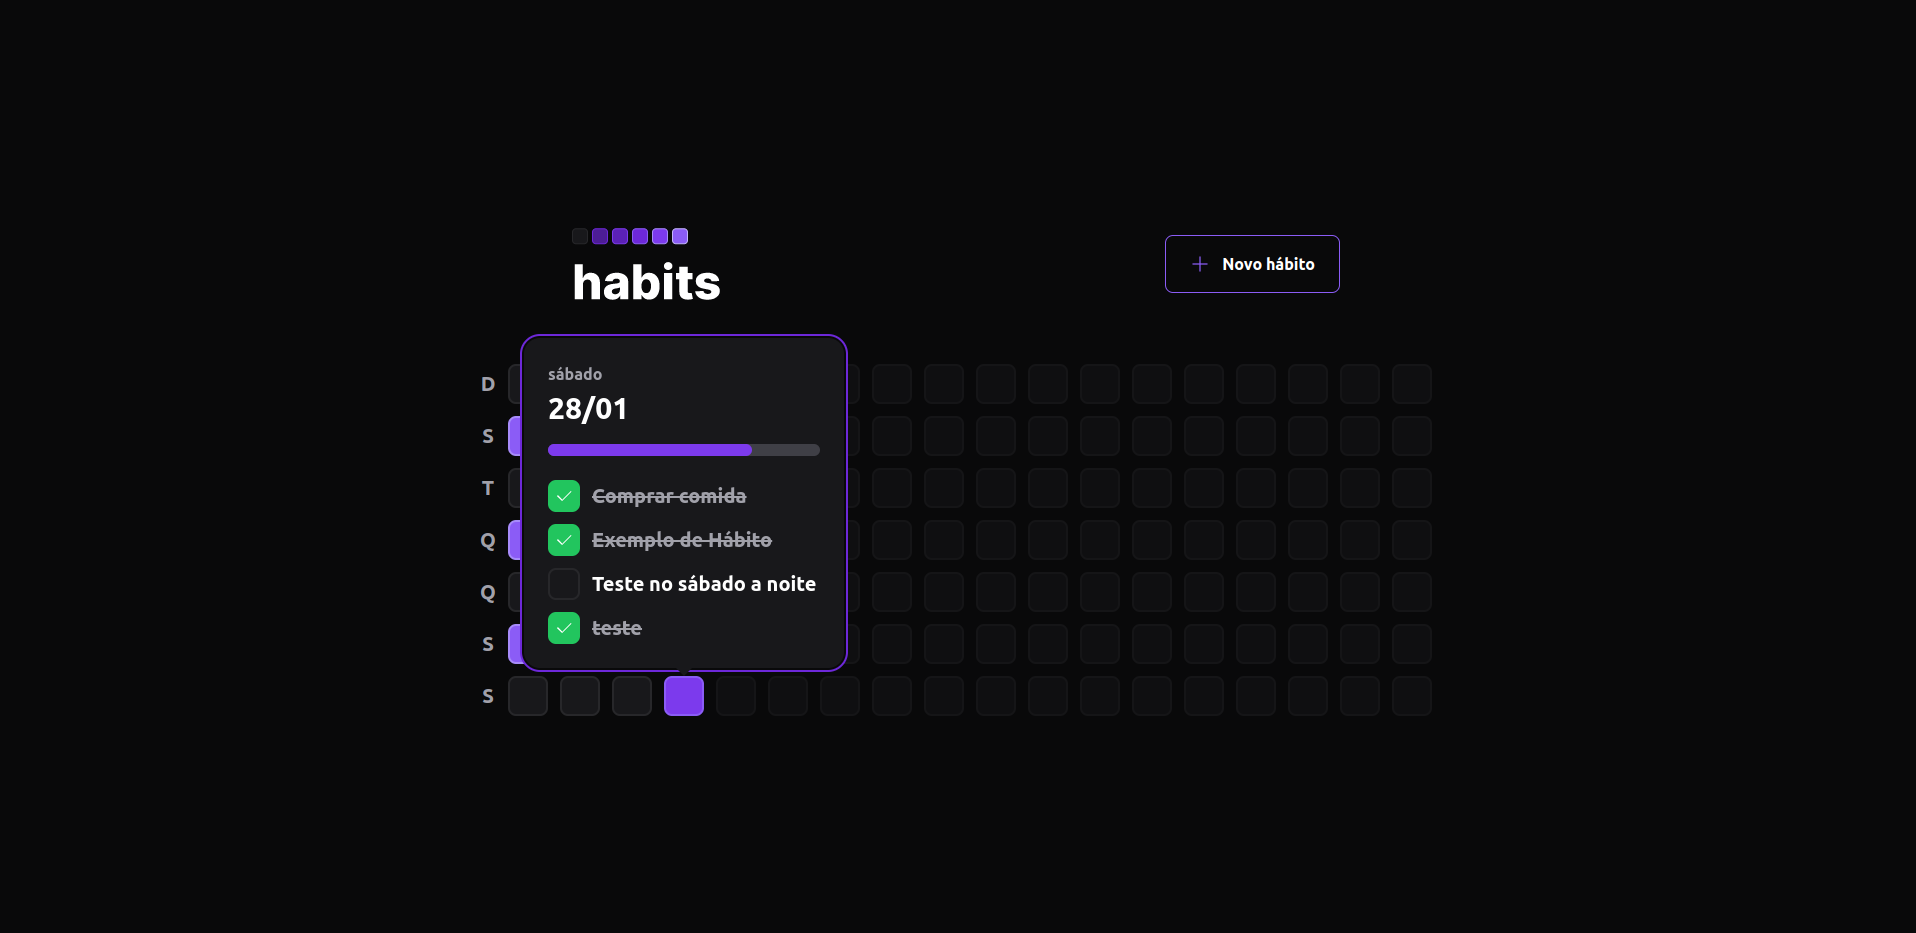 habits
Novo hábito
sábado
28/01
Comprar comida
Exemplo de Hábito
Teste no sábado a noite
teste
D
S
T
Q
Q
S
S